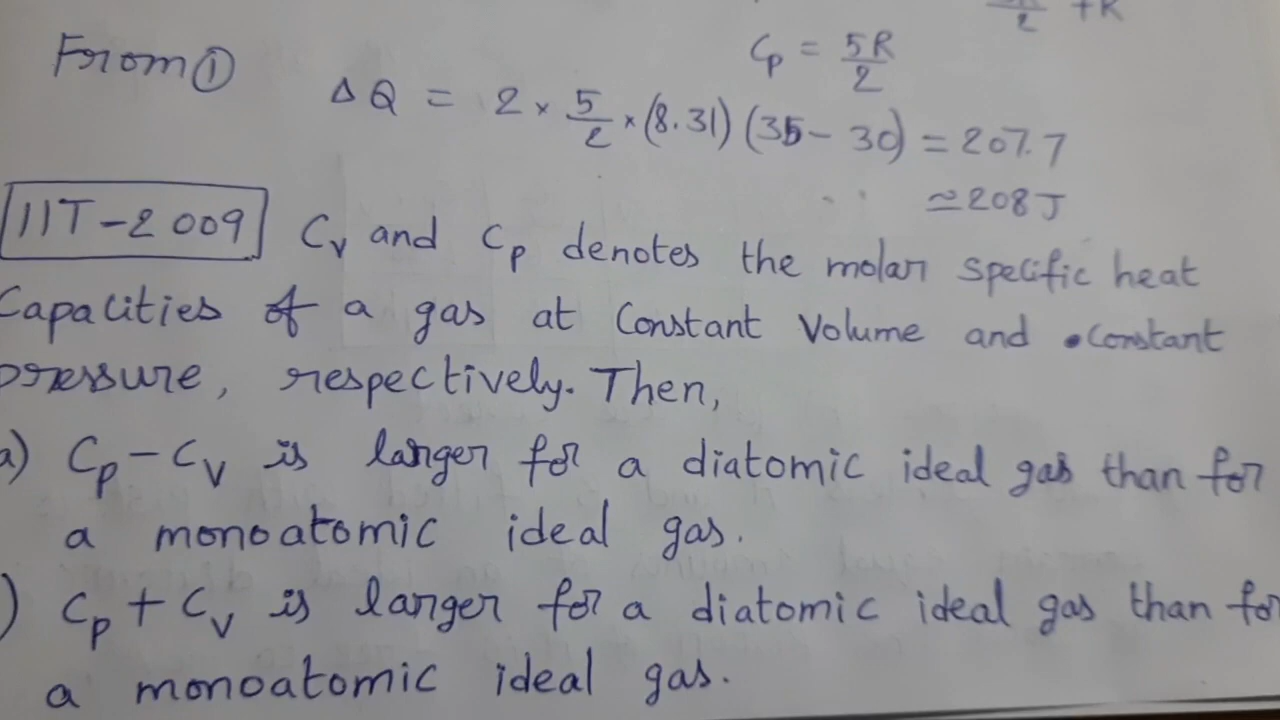 +R
2
From ①
Cp = 5R/2
ΔQ = 2 × 5/2 × (8.31) (35 - 30) = 207.7
≃208 J
IIT-2009 Cv and Cp denotes the molar specific heat
capacities of a gas at constant volume and constant
pressure, respectively. Then,
a) Cp - Cv is larger for a diatomic ideal gas than for
a monoatomic ideal gas.
) Cp + Cv is larger for a diatomic ideal gas than for
a monoatomic ideal gas.